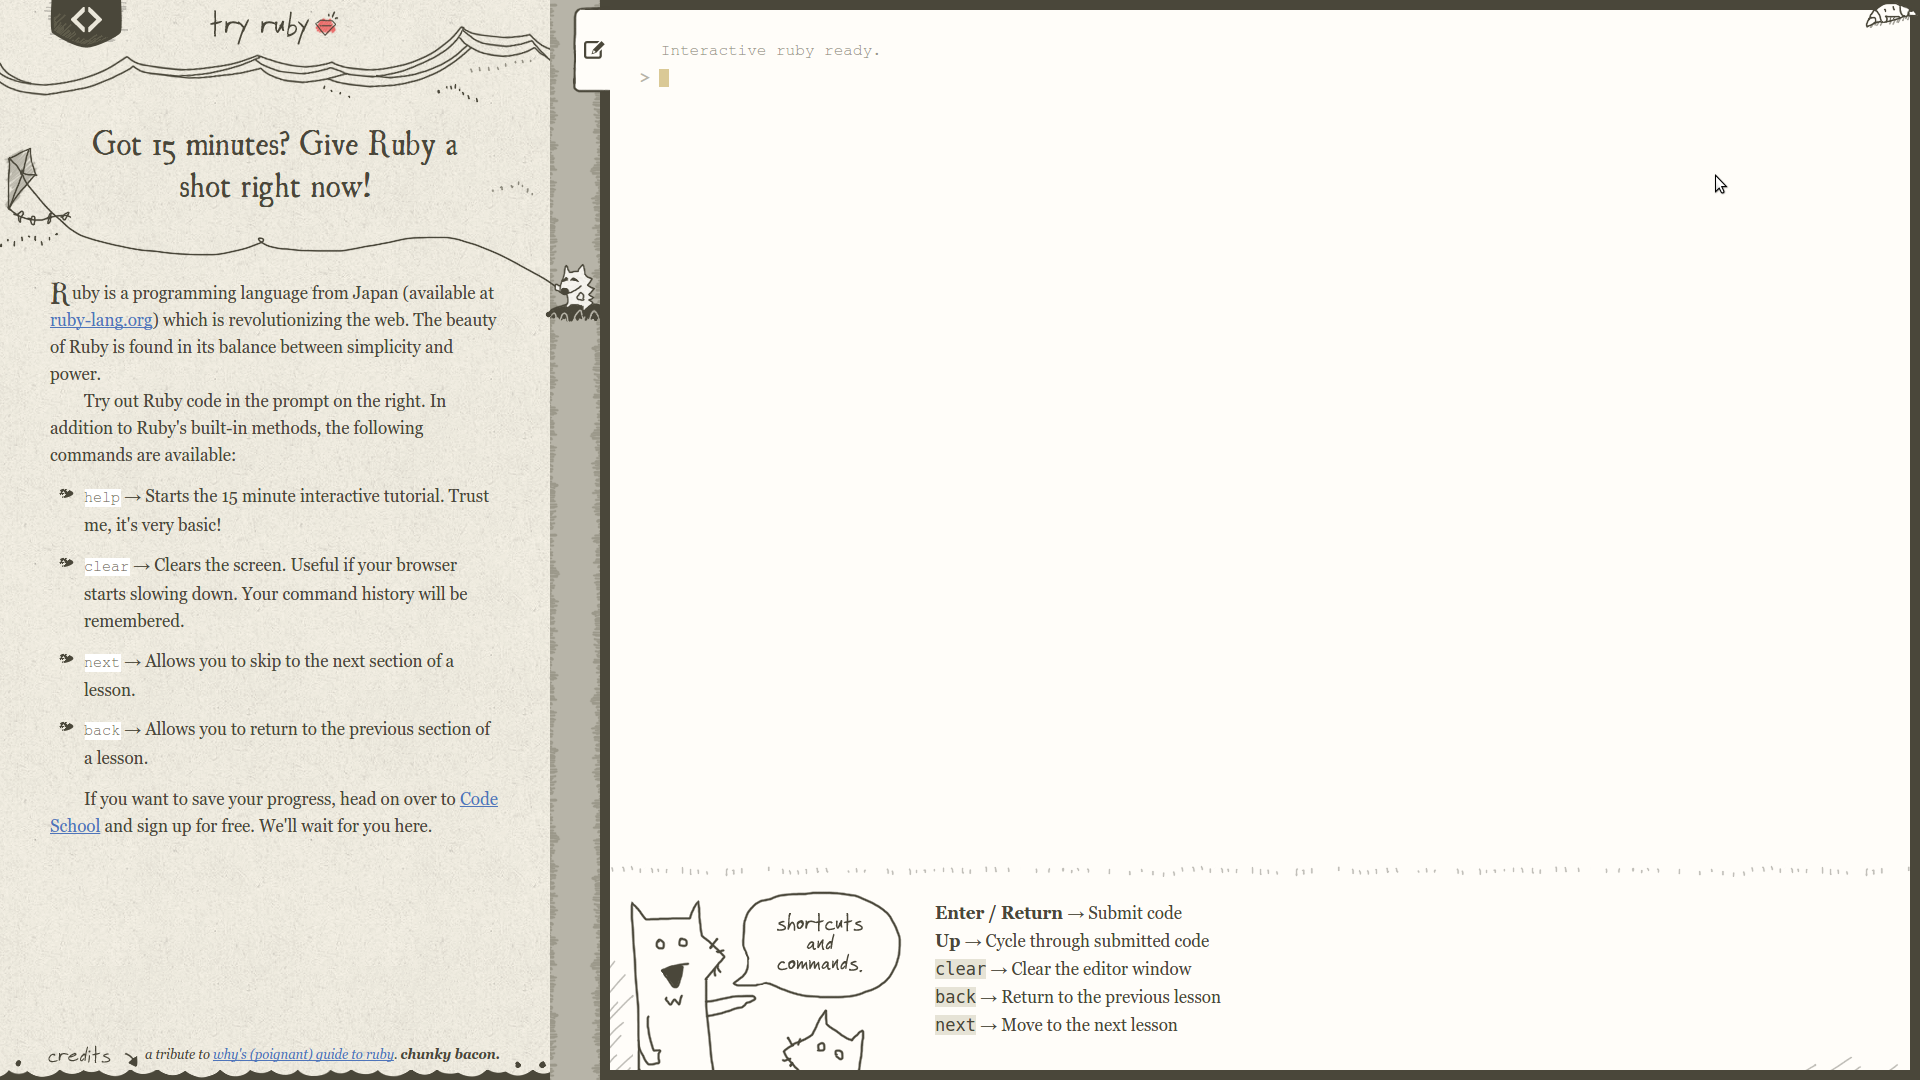 try ruby
Got 15 minutes? Give Ruby a
shot right now!
Ruby is a programming language from Japan (available at
ruby-lang.org) which is revolutionizing the web. The beauty
of Ruby is found in its balance between simplicity and
power.
Try out Ruby code in the prompt on the right. In
addition to Ruby's built-in methods, the following
commands are available:
help → Starts the 15 minute interactive tutorial. Trust
me, it's very basic!
clear → Clears the screen. Useful if your browser
starts slowing down. Your command history will be
remembered.
next → Allows you to skip to the next section of a
lesson.
back → Allows you to return to the previous section of
a lesson.
If you want to save your progress, head on over to Code
School and sign up for free. We'll wait for you here.
credits
a tribute to why's (poignant) guide to ruby. chunky bacon.
Interactive ruby ready.
>
shortcuts
and
commands.
Enter / Return → Submit code
Up → Cycle through submitted code
clear → Clear the editor window
back → Return to the previous lesson
next → Move to the next lesson